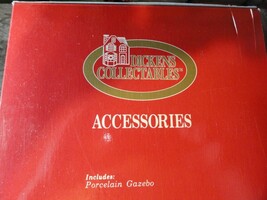 DICKENS
COLLECTABLES®
ACCESSORIES
Includes:
Porcelain Gazebo